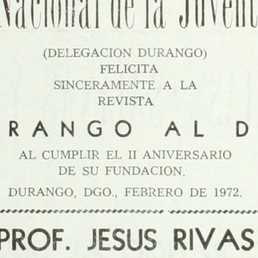 Nacional de la Juvent
(DELEGACION DURANGO)
FELICITA
SINCERAMENTE A LA
REVISTA
RANGO AL D
AL CUMPLIR EL II ANIVERSARIO
DE SU FUNDACION.
DURANGO, DGO., FEBRERO DE 1972.
PROF. JESUS RIVAS